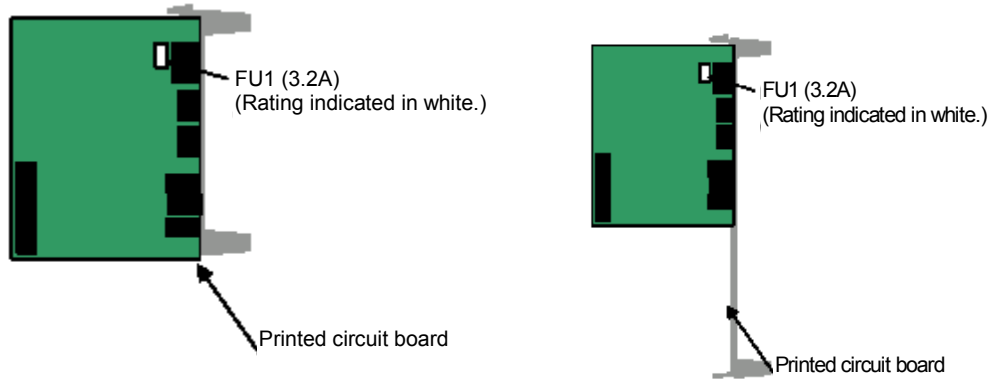 FU1 (3.2A)
(Rating indicated in white.)
Printed circuit board
FU1 (3.2A)
(Rating indicated in white.)
Printed circuit board